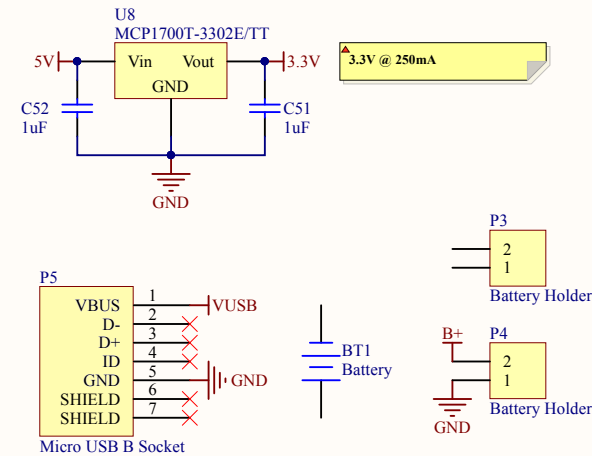 U8
MCP1700T-3302E/TT
5V
Vin
Vout
3.3V
GND
C52
1uF
C51
1uF
GND
3.3V @ 250mA
P3
2
1
Battery Holder
P5
VBUS
1
VUSB
D-
2
D+
3
ID
4
GND
5
GND
SHIELD
6
SHIELD
7
Micro USB B Socket
BT1
Battery
P4
B+
2
1
GND
Battery Holder